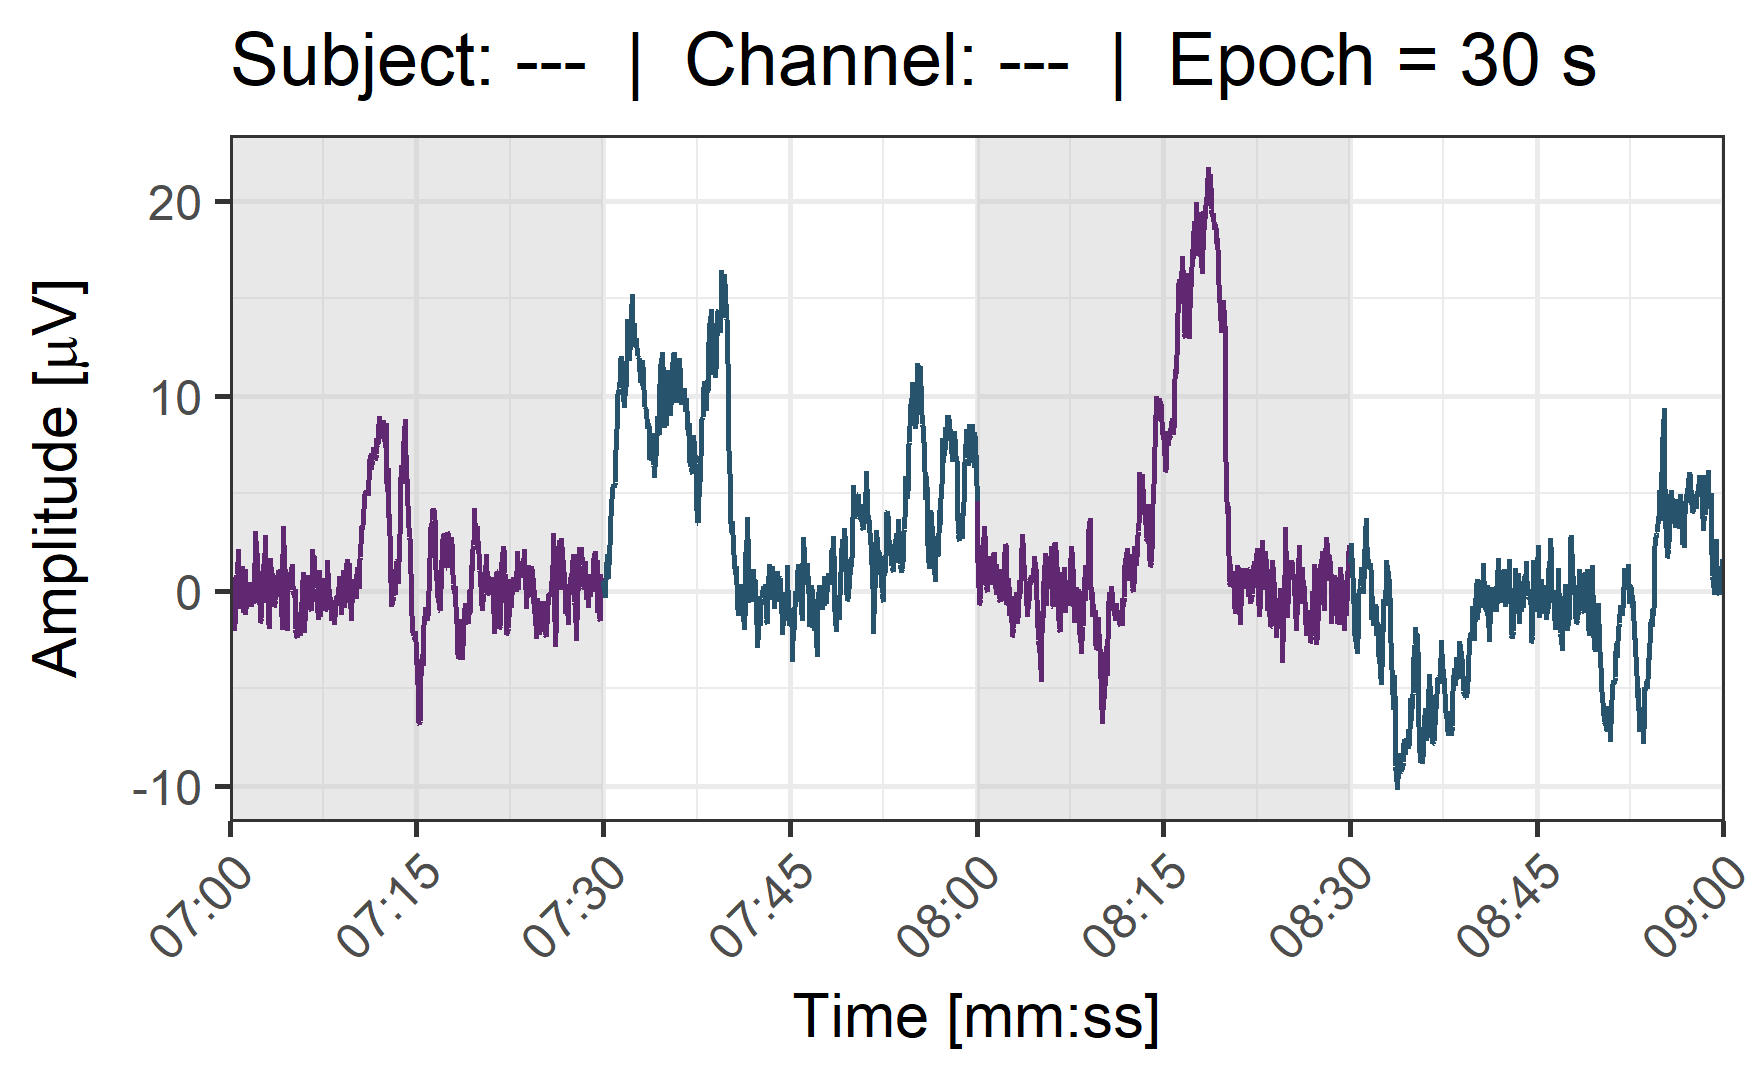 Subject: --- | Channel: --- | Epoch = 30 s
Amplitude [μV]
20
10
0
-10
07:00 07:15 07:30 07:45 08:00 08:15 08:30 08:45 09:00
Time [mm:ss]